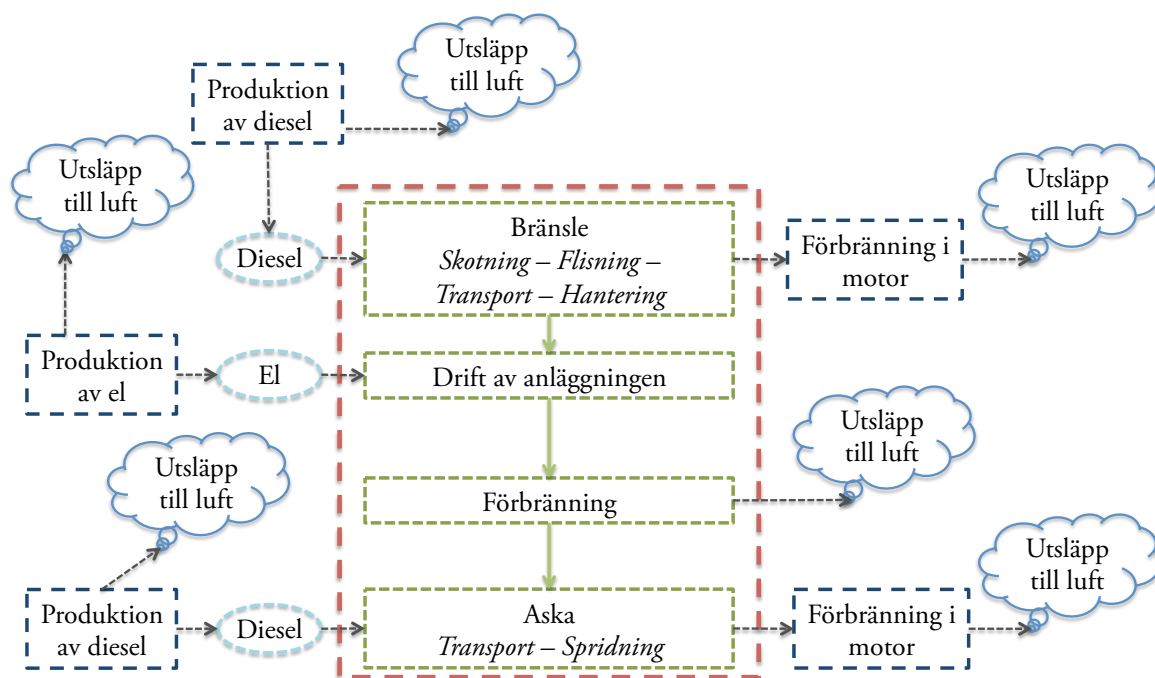 Utsläpp
till luft
Produktion
av diesel
Utsläpp
till luft
Utsläpp
till luft
Diesel
Bränsle
Skotning – Flisning –
Transport – Hantering
Förbränning i
motor
Produktion
av el
El
Drift av anläggningen
Utsläpp
till luft
Utsläpp
till luft
Förbränning
Utsläpp
till luft
Produktion
av diesel
Diesel
Aska
Transport – Spridning
Förbränning i
motor